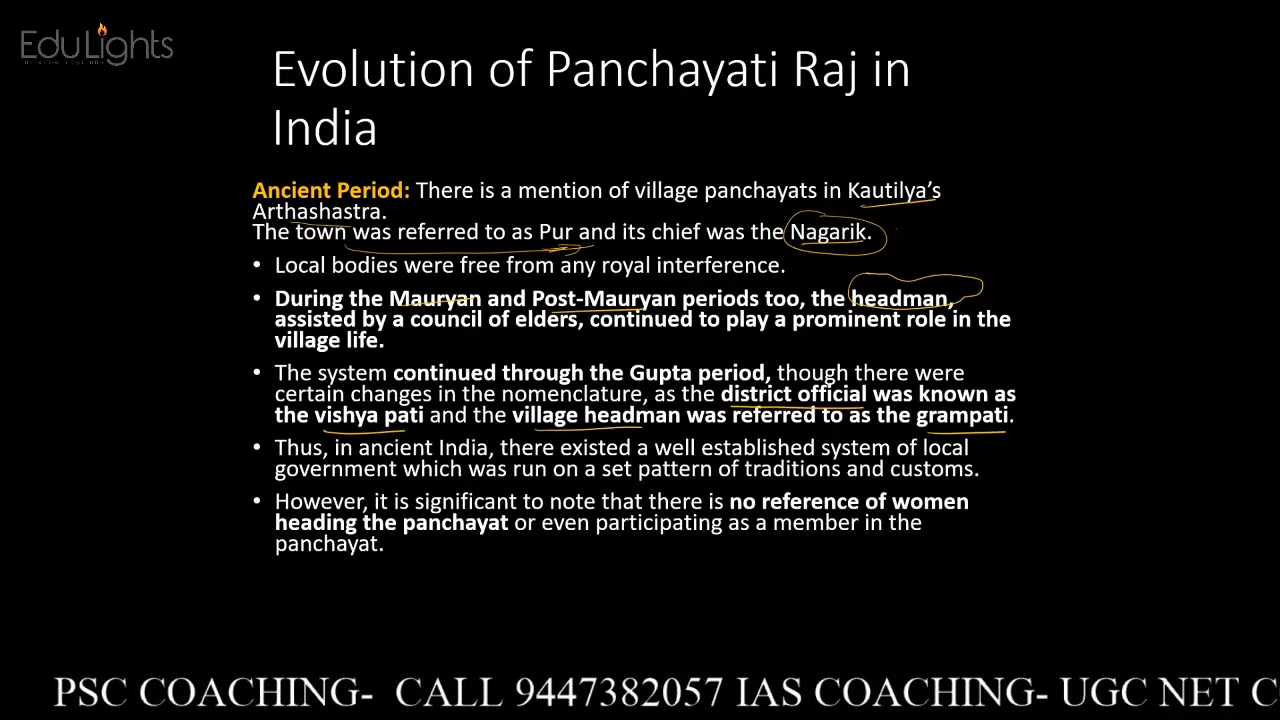 EduLights
Evolution of Panchayati Raj in
India
Ancient Period: There is a mention of village panchayats in Kautilya’s
Arthashastra.
The town was referred to as Pur and its chief was the Nagarik.
• Local bodies were free from any royal interference.
• During the Mauryan and Post-Mauryan periods too, the headman,
assisted by a council of elders, continued to play a prominent role in the
village life.
• The system continued through the Gupta period, though there were
certain changes in the nomenclature, as the district official was known as
the vishya pati and the village headman was referred to as the grampati.
• Thus, in ancient India, there existed a well established system of local
government which was run on a set pattern of traditions and customs.
• However, it is significant to note that there is no reference of women
heading the panchayat or even participating as a member in the
panchayat.
PSC COACHING- CALL 9447382057 IAS COACHING- UGC NET C